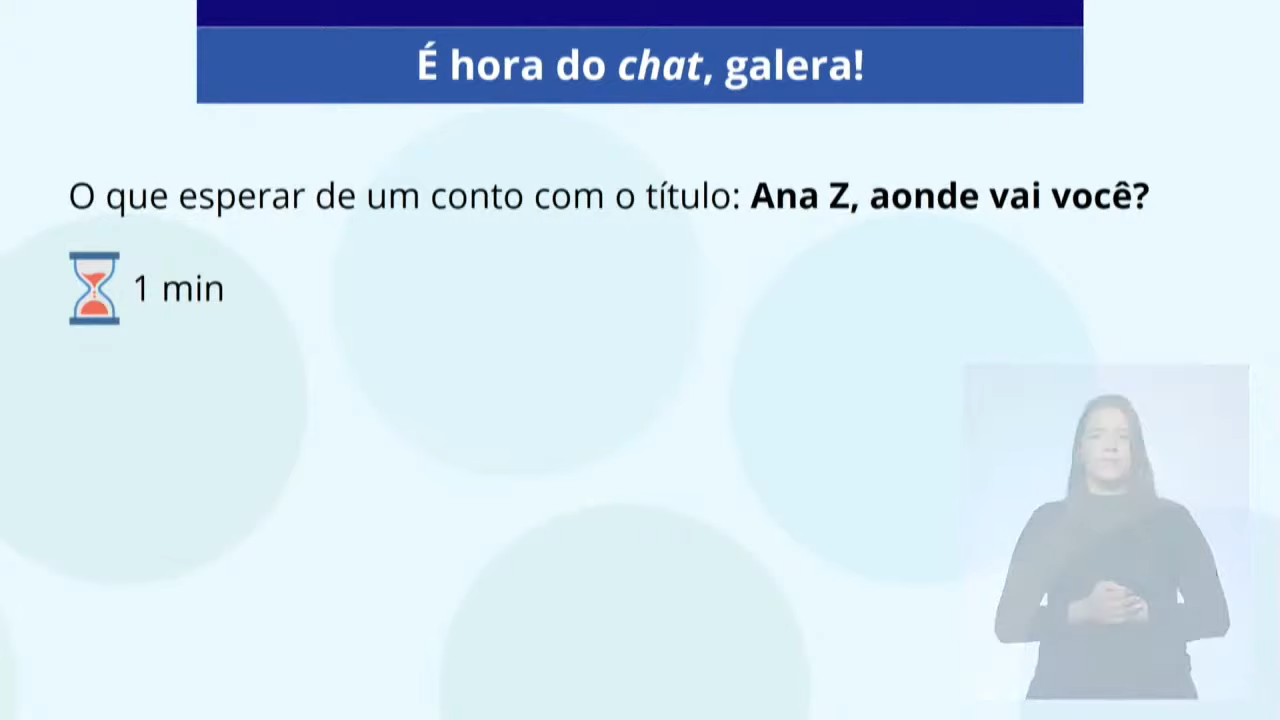 É hora do chat, galera!
O que esperar de um conto com o título: Ana Z, aonde vai você?
1 min